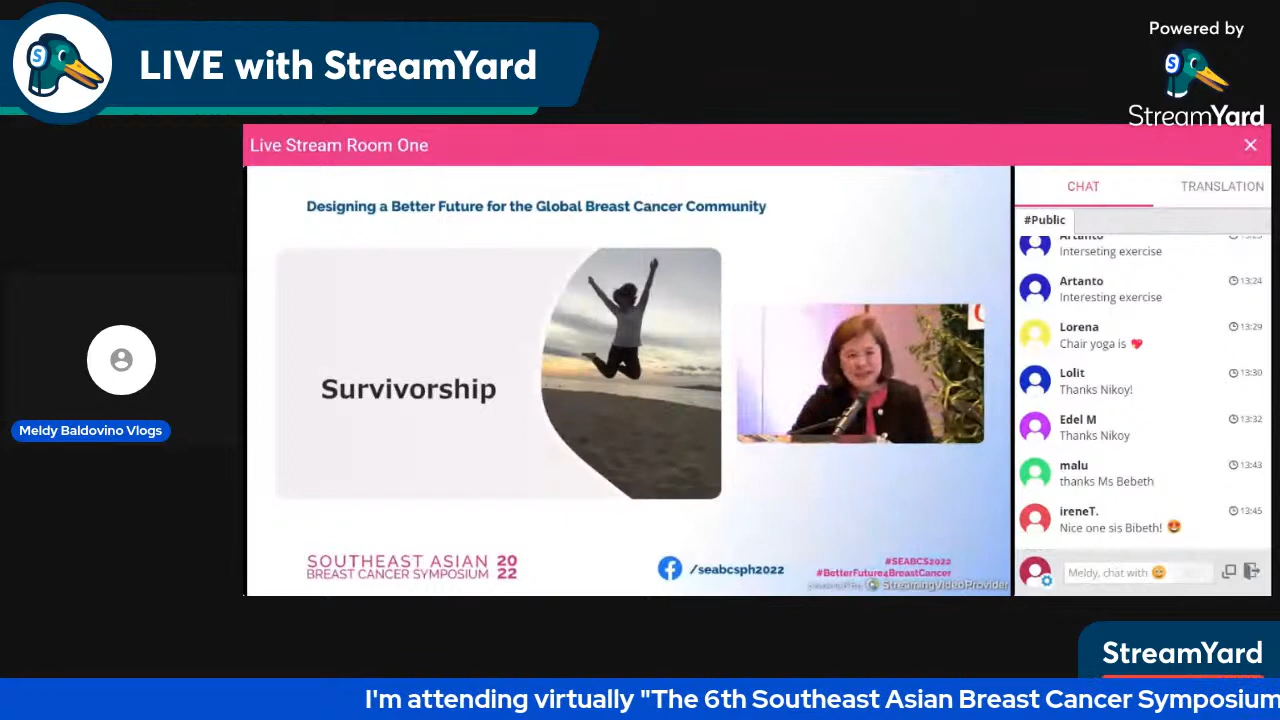 LIVE with StreamYard
Powered by
StreamYard
Live Stream Room One
Designing a Better Future for the Global Breast Cancer Community
Survivorship
SOUTHEAST ASIAN 20
BREAST CANCER SYMPOSIUM 22
/seabcsph2022
#SEABCS2022
#BetterFuture4BreastCancer
StreamingVideoProvider
CHAT
TRANSLATION
#Public
Artanto
Interseting exercise
Artanto 13:24
Interesting exercise
Lorena 13:29
Chair yoga is
Lolit 13:30
Thanks Nikoy!
Edel M 13:32
Thanks Nikoy
malu 13:43
thanks Ms Bebeth
ireneT. 13:45
Nice one sis Bibeth!
Meldy, chat with
Meldy Baldovino Vlogs
StreamYard
I'm attending virtually "The 6th Southeast Asian Breast Cancer Symposium